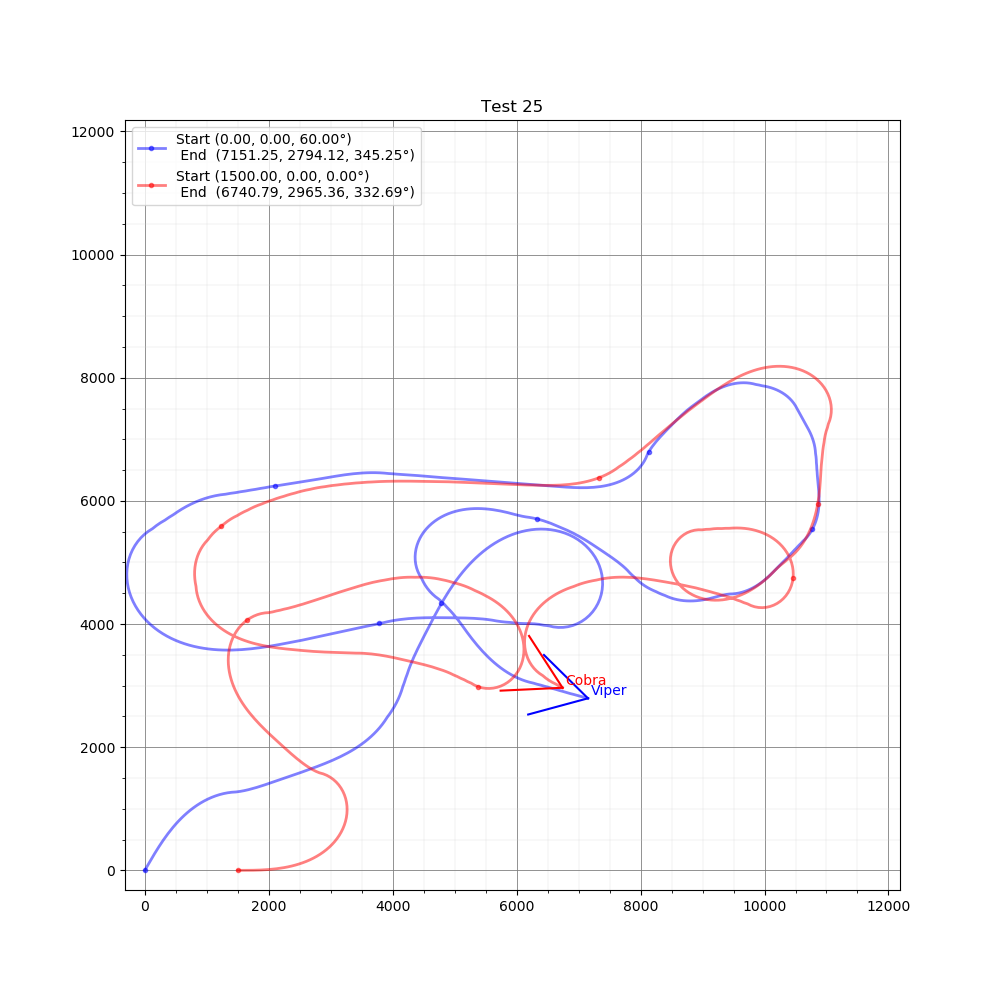 Test 25
Start (0.00, 0.00, 60.00°)
End  (7151.25, 2794.12, 345.25°)
Start (1500.00, 0.00, 0.00°)
End  (6740.79, 2965.36, 332.69°)
12000
10000
8000
6000
4000
2000
0
Cobra
Viper
0 2000 4000 6000 8000 10000 12000